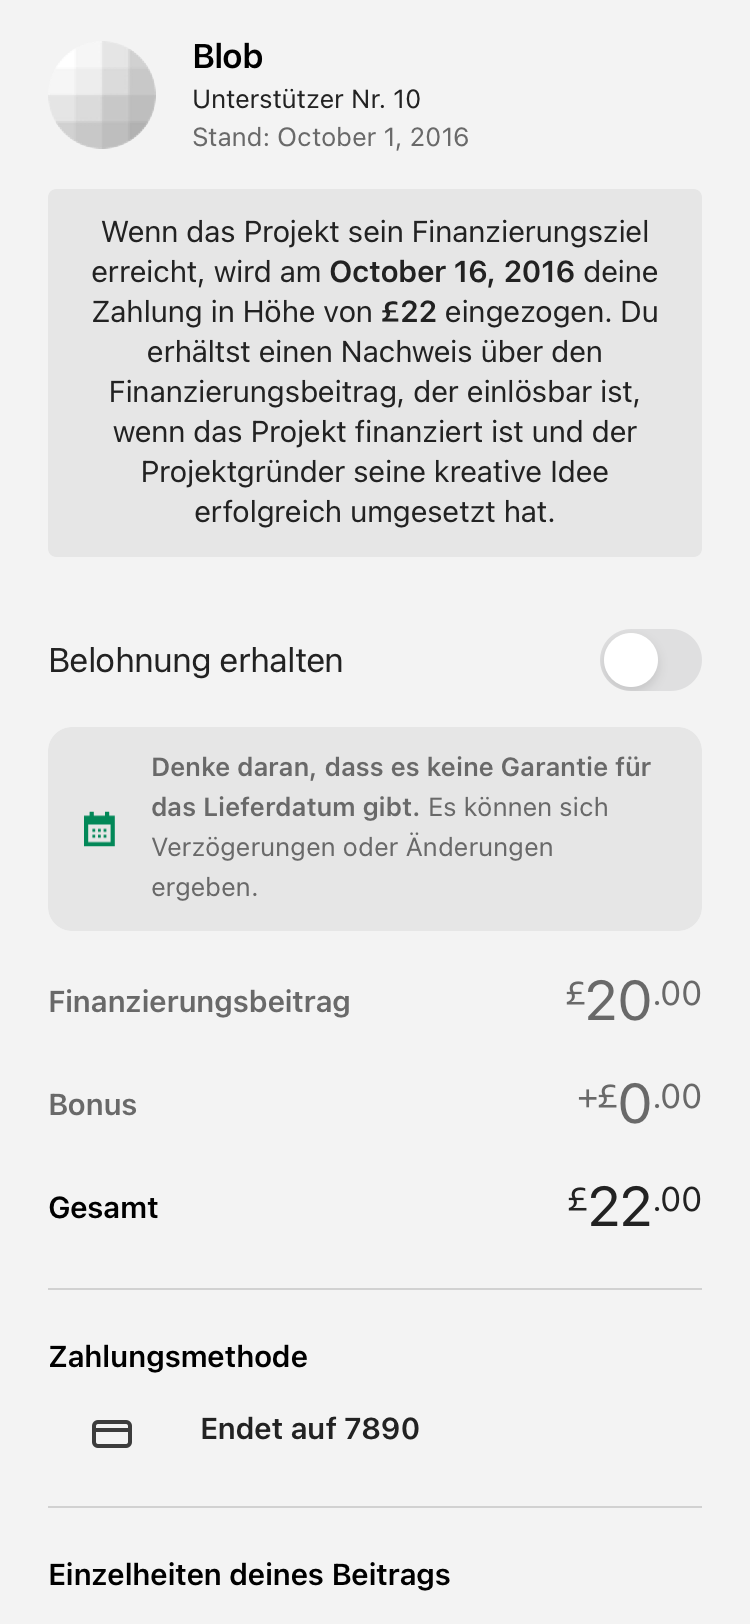 Blob
Unterstützer Nr. 10
Stand: October 1, 2016
Wenn das Projekt sein Finanzierungsziel
erreicht, wird am October 16, 2016 deine
Zahlung in Höhe von £22 eingezogen. Du
erhältst einen Nachweis über den
Finanzierungsbeitrag, der einlösbar ist,
wenn das Projekt finanziert ist und der
Projektgründer seine kreative Idee
erfolgreich umgesetzt hat.
Belohnung erhalten
Denke daran, dass es keine Garantie für
das Lieferdatum gibt. Es können sich
Verzögerungen oder Änderungen
ergeben.
Finanzierungsbeitrag £20.00
Bonus +£0.00
Gesamt £22.00
Zahlungsmethode
Endet auf 7890
Einzelheiten deines Beitrags